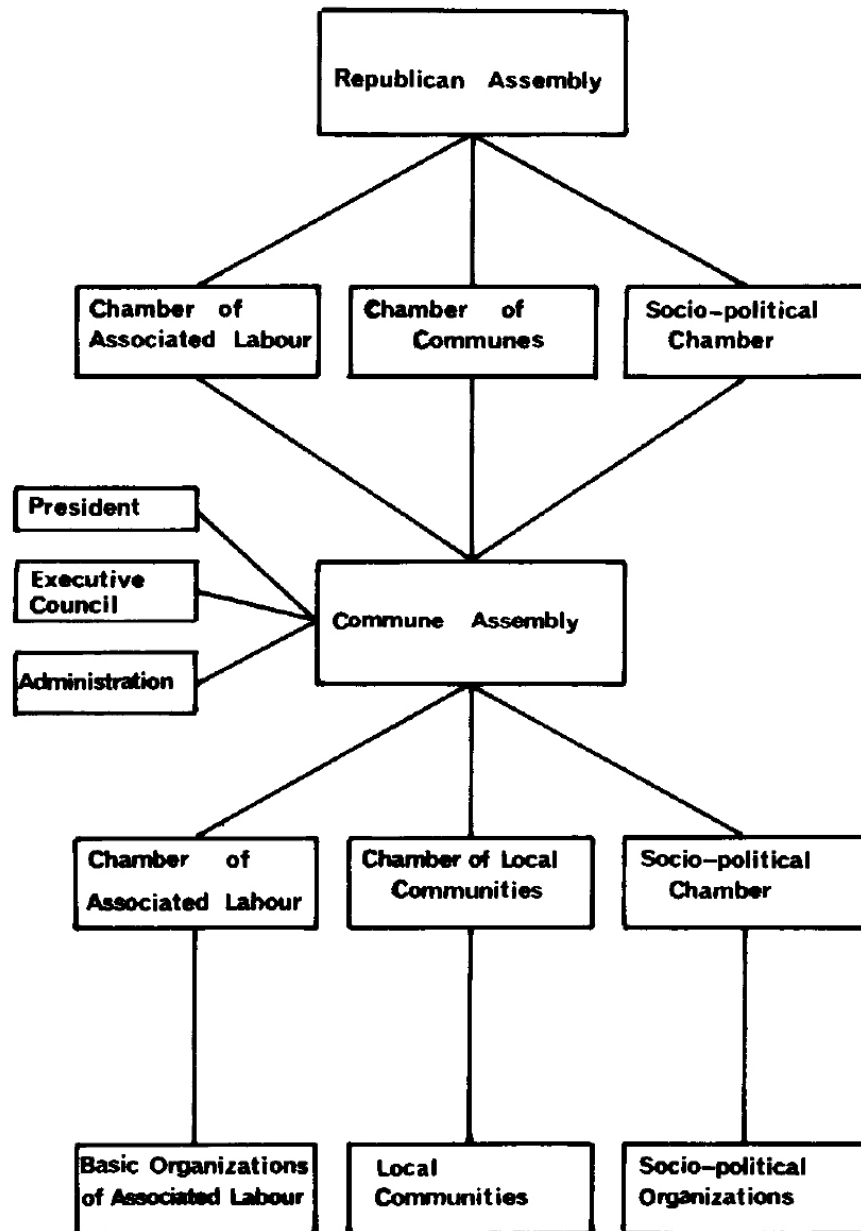 Republican Assembly
Chamber of
Associated Labour
Chamber of
Communes
Socio-political
Chamber
President
Executive
Council
Administration
Commune Assembly
Chamber of
Associated Labour
Chamber of Local
Communities
Socio-political
Chamber
Basic Organizations
of Associated Labour
Local
Communities
Socio-political
Organizations